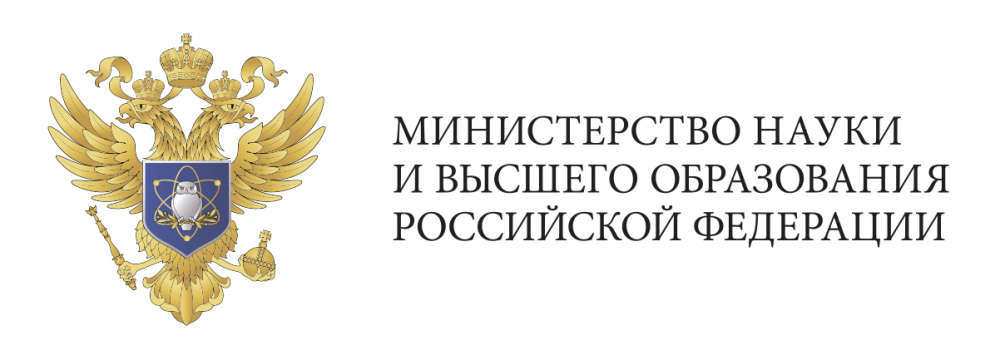 МИНИСТЕРСТВО НАУКИ
И ВЫСШЕГО ОБРАЗОВАНИЯ
РОССИЙСКОЙ ФЕДЕРАЦИИ